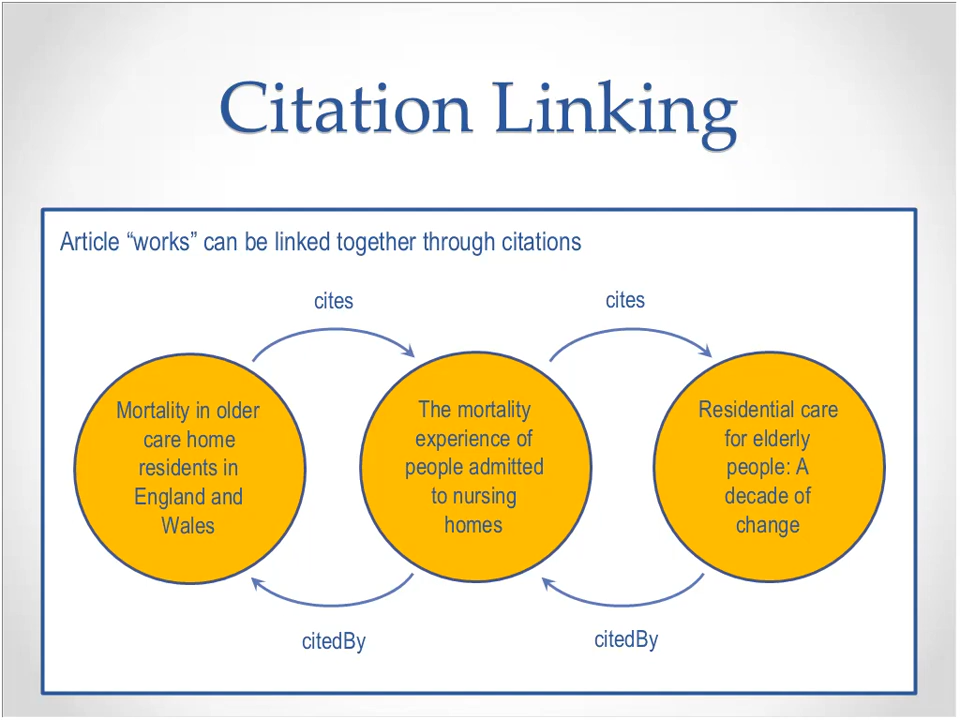 Citation Linking
Article “works” can be linked together through citations
cites
cites
Mortality in older
care home
residents in
England and
Wales
The mortality
experience of
people admitted
to nursing
homes
Residential care
for elderly
people: A
decade of
change
citedBy
citedBy